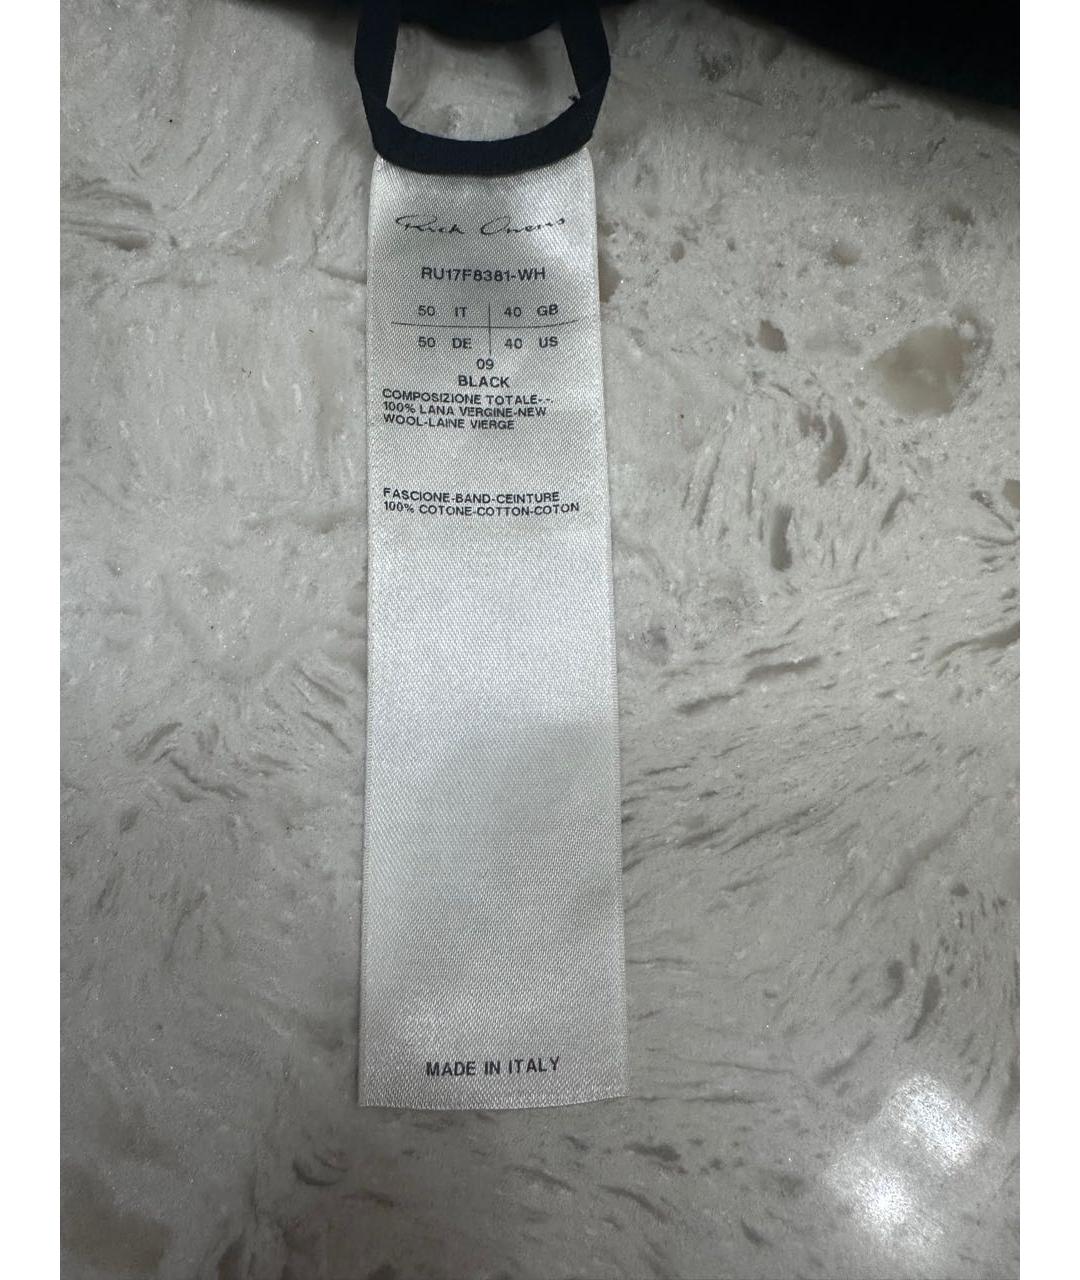 Rick Owens
RU17F8381-WH
50 IT 40 GB
50 DE 40 US
09
BLACK
COMPOSIZIONE TOTALE--
100% LANA VERGINE-NEW
WOOL-LAINE VIERGE
FASCIONE-BAND-CEINTURE
100% COTONE-COTTON-COTON
MADE IN ITALY